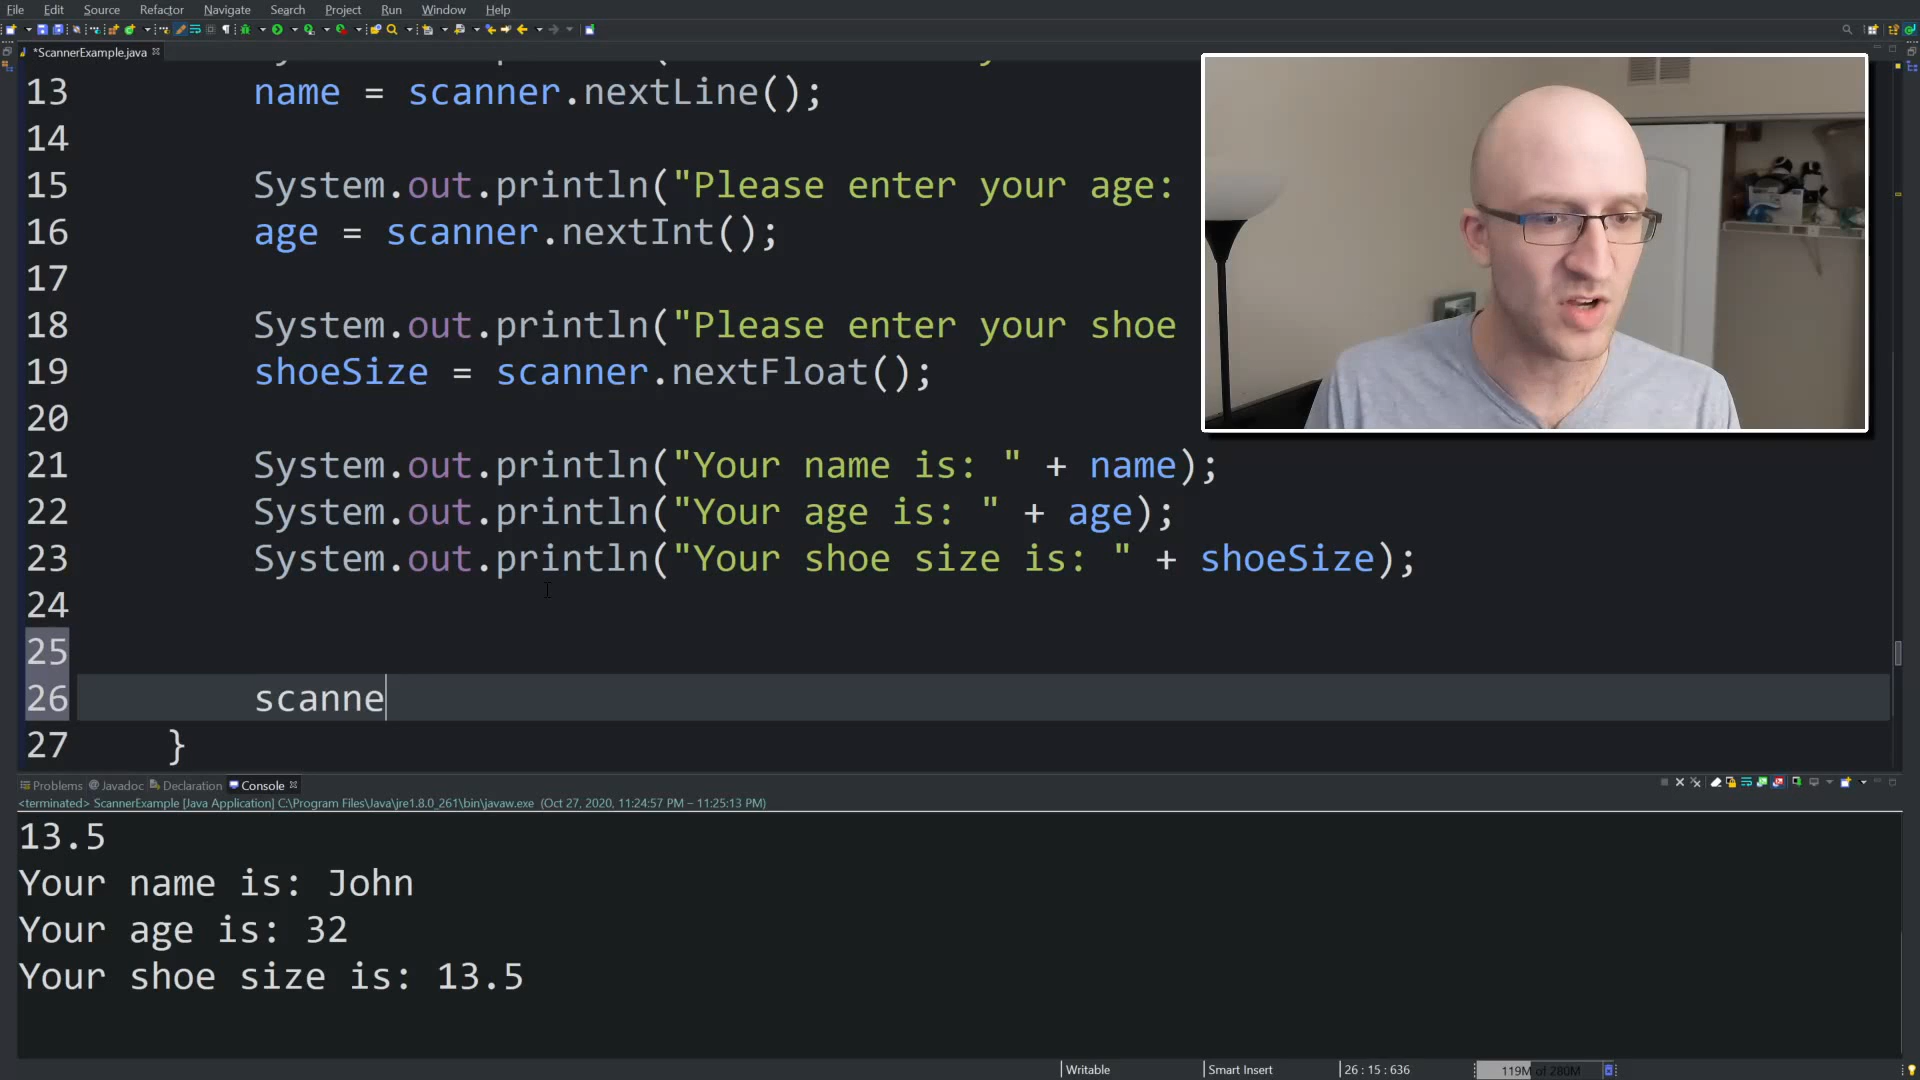 File Edit Source Refactor Navigate Search Project Run Window Help
*ScannerExample.java
13 name = scanner.nextLine();
14
15 System.out.println("Please enter your age:
16 age = scanner.nextInt();
17
18 System.out.println("Please enter your shoe
19 shoeSize = scanner.nextFloat();
20
21 System.out.println("Your name is: " + name);
22 System.out.println("Your age is: " + age);
23 System.out.println("Your shoe size is: " + shoeSize);
24
25
26 scanne
27 }
Problems @ Javadoc Declaration Console
<terminated> ScannerExample [Java Application] C:\Program Files\Java\jre1.8.0_261\bin\javaw.exe (Oct 27, 2020, 11:24:57 PM – 11:25:13 PM)
13.5
Your name is: John
Your age is: 32
Your shoe size is: 13.5
Writable Smart Insert 26 : 15 : 636 119M of 280M